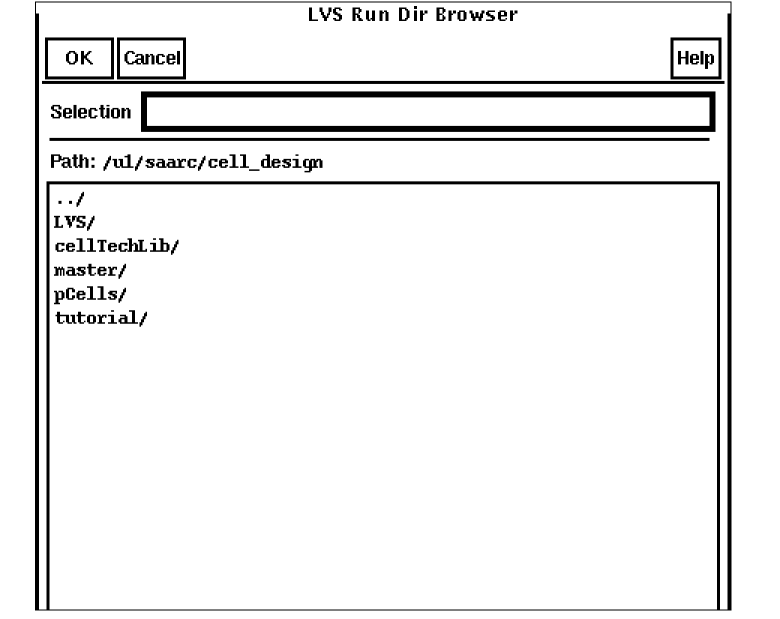 LVS Run Dir Browser
OK Cancel Help
Selection
Path: /u1/saarc/cell_design
../
LVS/
cellTechLib/
master/
pCells/
tutorial/